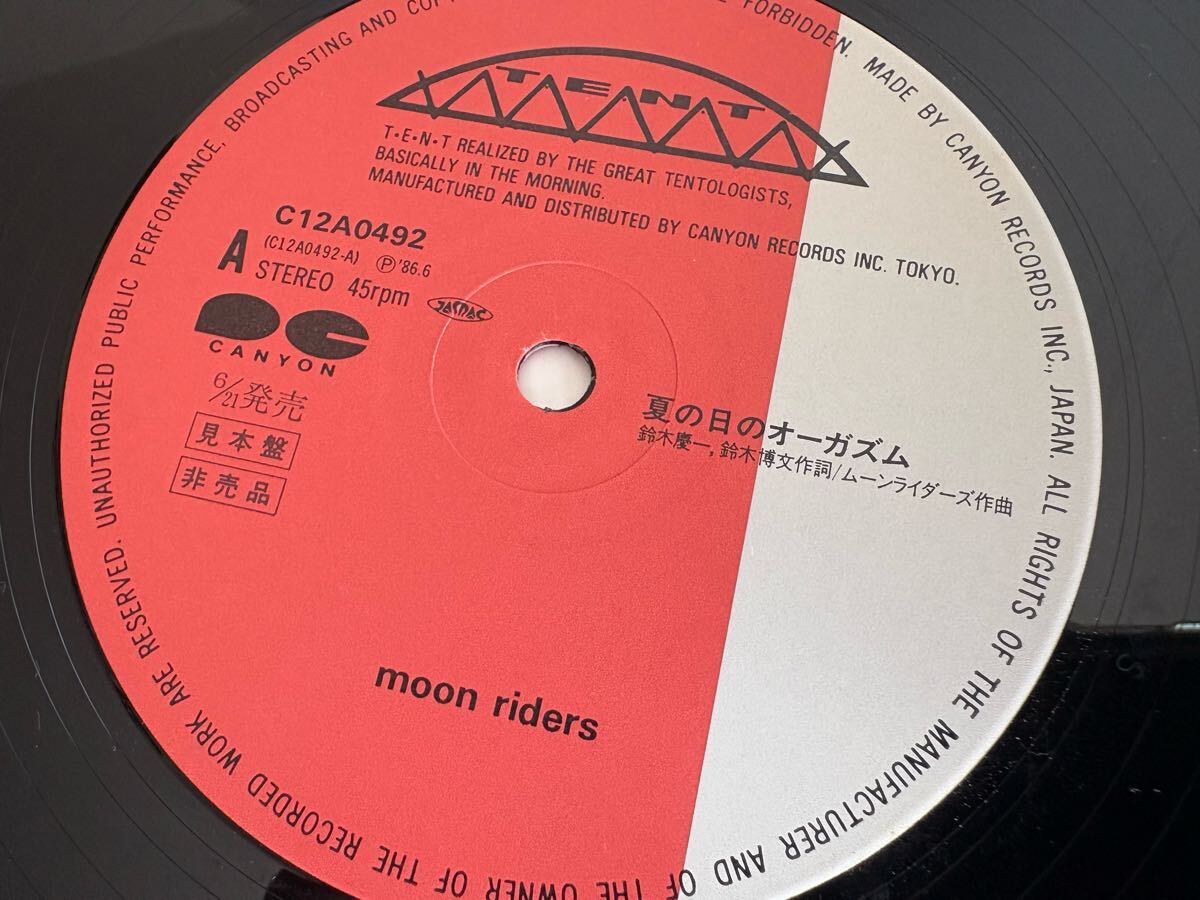 TENT
T•E•N•T REALIZED BY THE GREAT TENTOLOGISTS,
BASICALLY IN THE MORNING.
MANUFACTURED AND DISTRIBUTED BY CANYON RECORDS INC. TOKYO.
C12A0492
(C12A0492-A) Ⓟ'86.6
A STEREO 45rpm JASRAC
CANYON
6/21発売
見本盤
非売品
夏の日のオーガズム
鈴木慶一, 鈴木博文作詞/ムーンライダーズ作曲
moon riders
MADE BY CANYON RECORDS INC., JAPAN. ALL RIGHTS OF THE MANUFACTURER AND OF THE OWNER OF THE RECORDED WORK ARE RESERVED. UNAUTHORIZED PUBLIC PERFORMANCE, BROADCASTING AND FORBIDDEN.